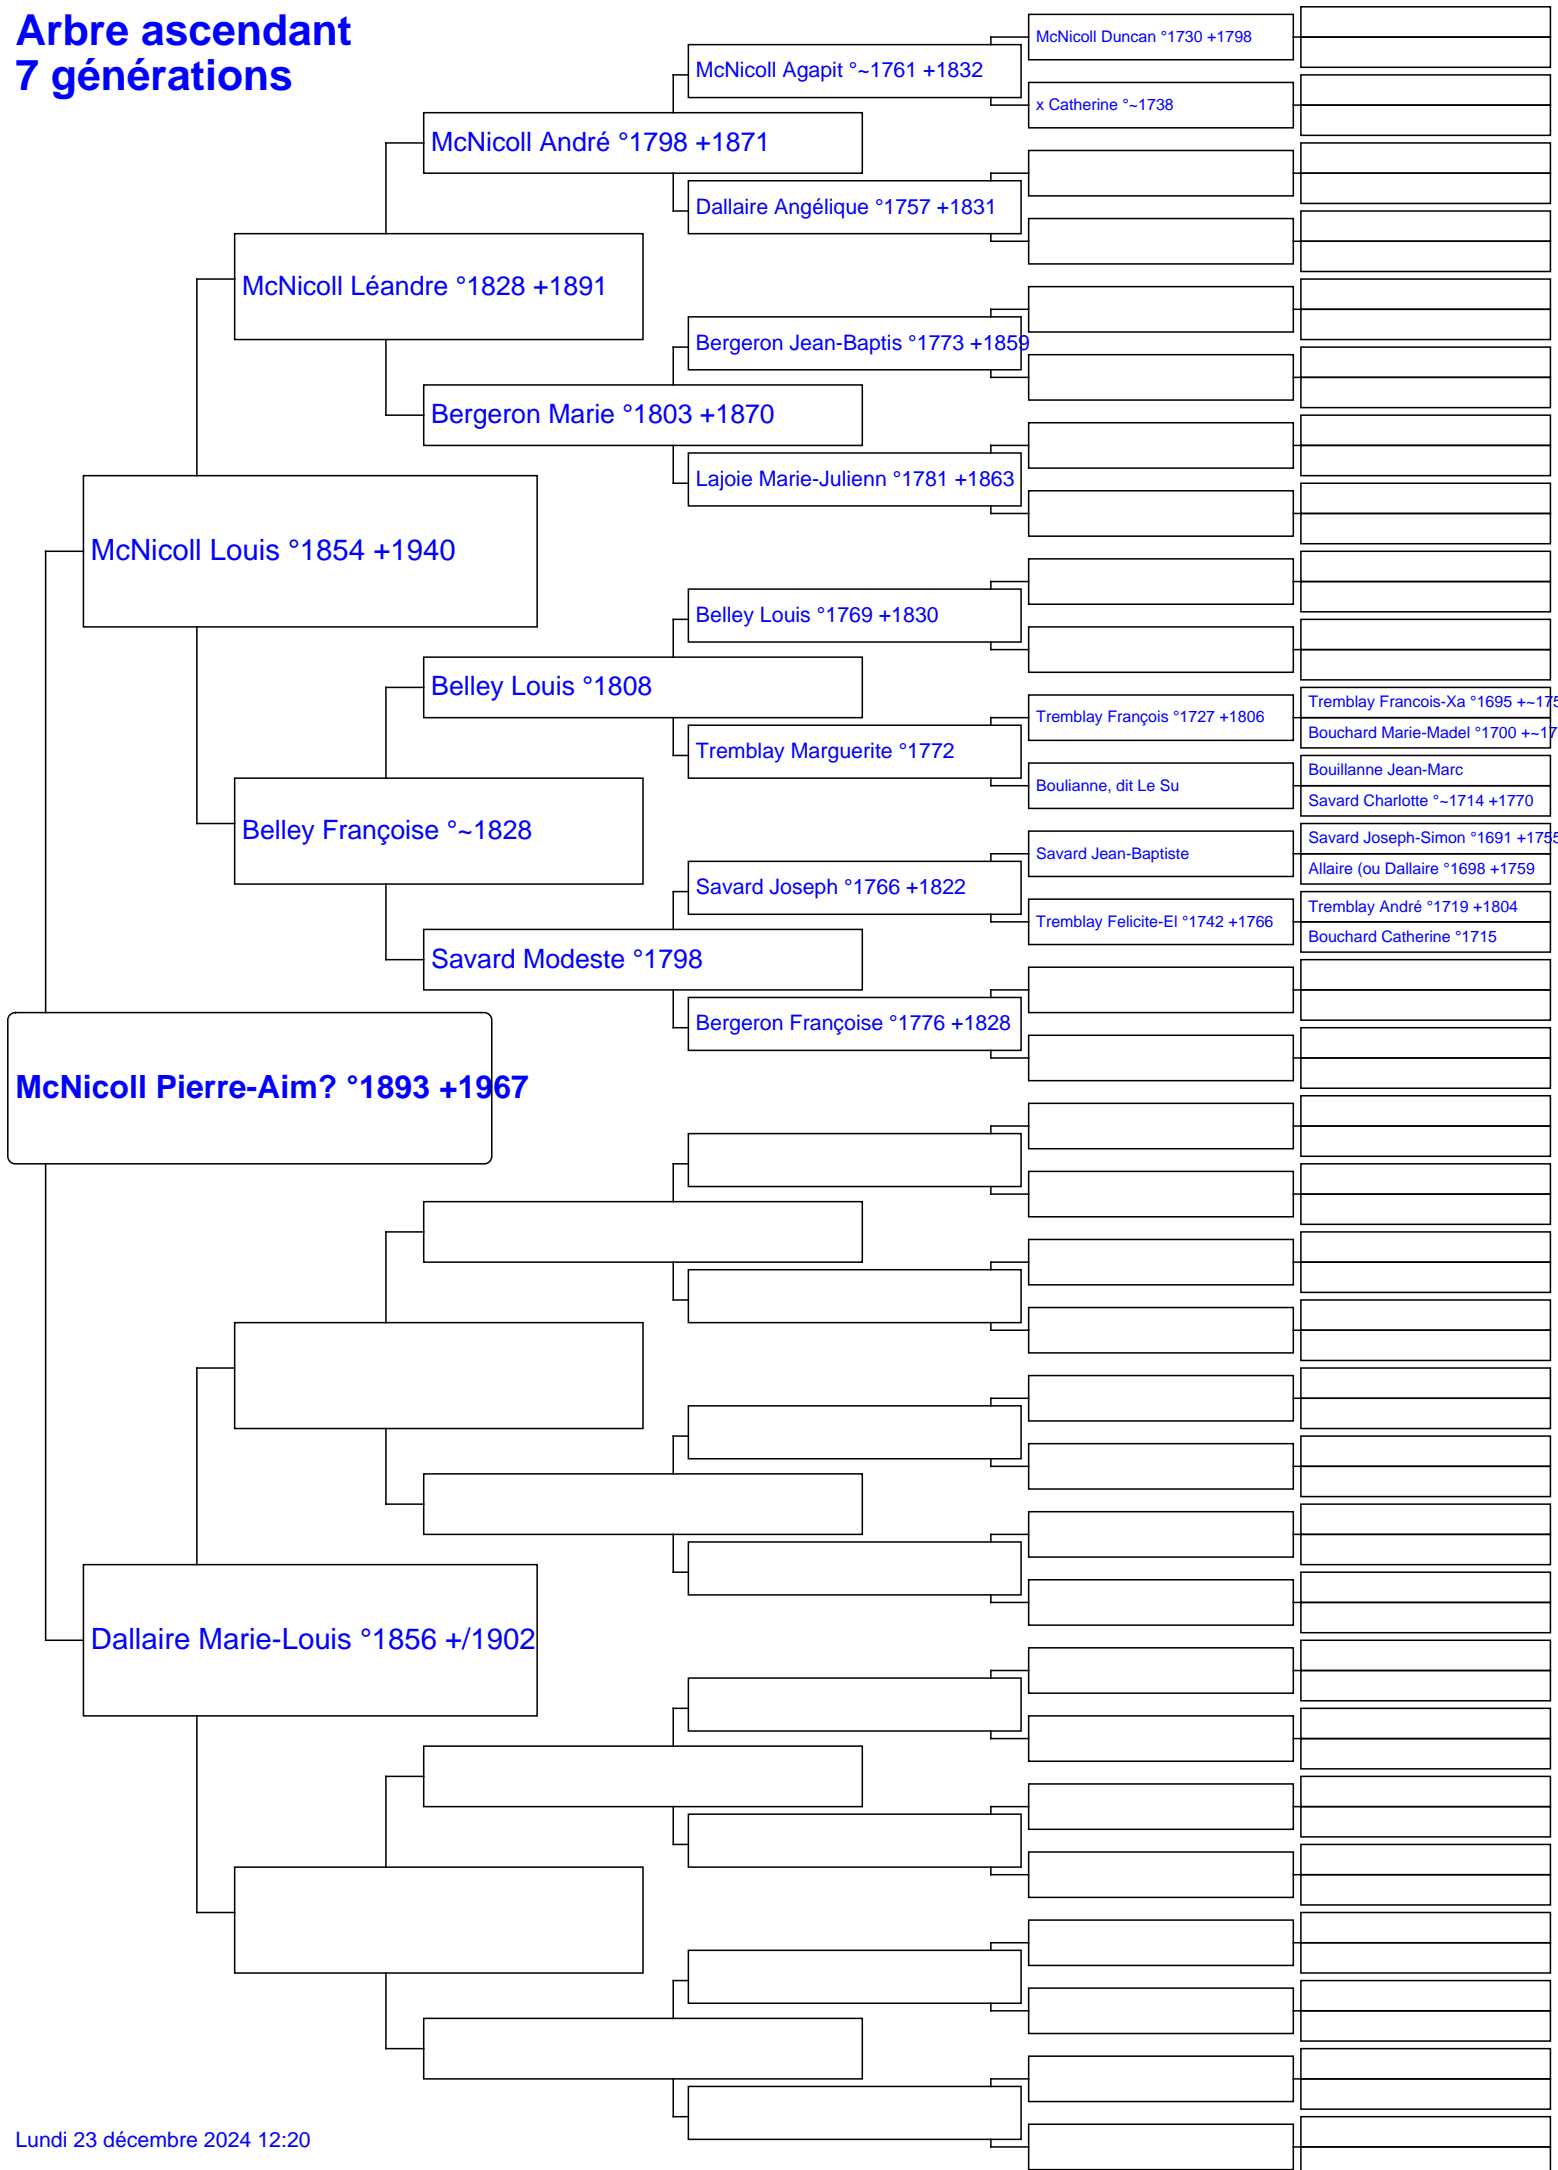 Arbre ascendant
7 générations
McNicoll Duncan °1730 +1798
McNicoll Agapit °~1761 +1832
x Catherine °~1738
McNicoll André °1798 +1871
Dallaire Angélique °1757 +1831
McNicoll Léandre °1828 +1891
Bergeron Jean-Baptis °1773 +1859
Bergeron Marie °1803 +1870
Lajoie Marie-Julienn °1781 +1863
McNicoll Louis °1854 +1940
Belley Louis °1769 +1830
Belley Louis °1808
Tremblay François °1727 +1806
Tremblay Francois-Xa °1695 +~175
Bouchard Marie-Madel °1700 +~17
Tremblay Marguerite °1772
Boulianne, dit Le Su
Bouillanne Jean-Marc
Savard Charlotte °~1714 +1770
Belley Françoise °~1828
Savard Jean-Baptiste
Savard Joseph-Simon °1691 +1755
Allaire (ou Dallaire °1698 +1759
Savard Joseph °1766 +1822
Tremblay Felicite-El °1742 +1766
Tremblay André °1719 +1804
Bouchard Catherine °1715
Savard Modeste °1798
Bergeron Françoise °1776 +1828
McNicoll Pierre-Aim? °1893 +1967
Dallaire Marie-Louis °1856 +/1902
Lundi 23 décembre 2024 12:20